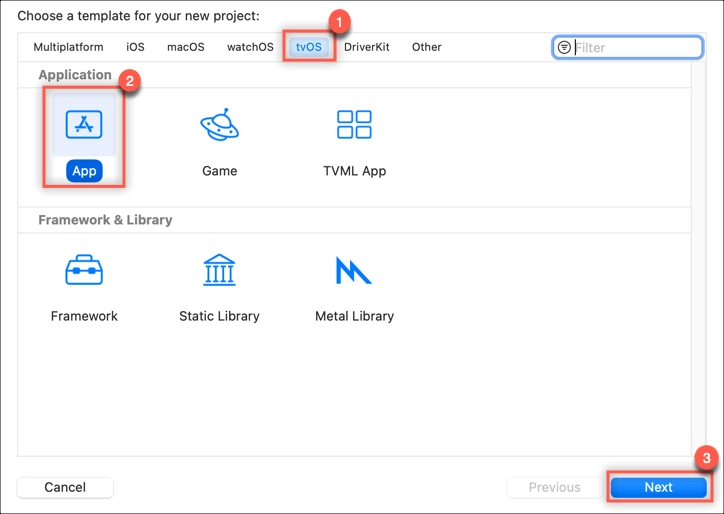 Choose a template for your new project:
1
Multiplatform iOS macOS watchOS tvOS DriverKit Other Filter
Application
2
App Game TVML App
Framework & Library
Framework Static Library Metal Library
3
Cancel Previous Next